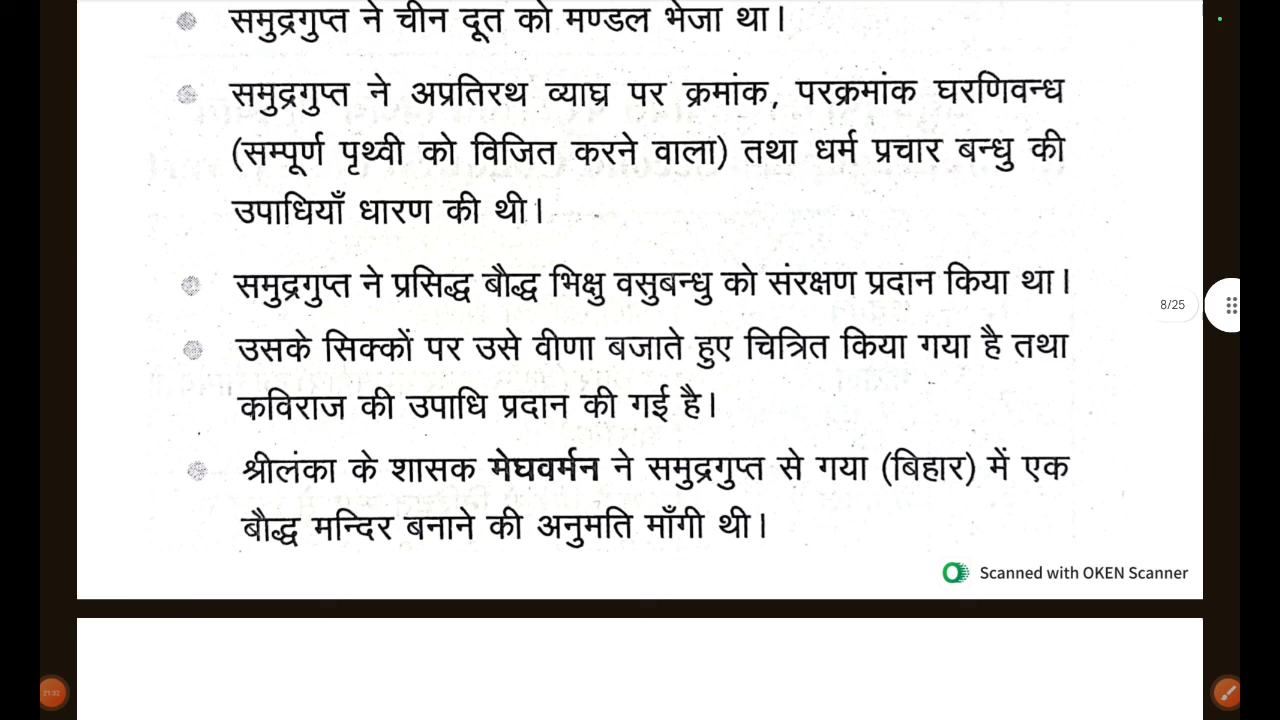 समुद्रगुप्त ने चीन दूत को मण्डल भेजा था।
समुद्रगुप्त ने अप्रतिरथ व्याघ्र पर क्रमांक, परक्रमांक घरणिवन्ध
(सम्पूर्ण पृथ्वी को विजित करने वाला) तथा धर्म प्रचार बन्धु की
उपाधियाँ धारण की थी।
समुद्रगुप्त ने प्रसिद्ध बौद्ध भिक्षु वसुबन्धु को संरक्षण प्रदान किया था।
8/25
उसके सिक्कों पर उसे वीणा बजाते हुए चित्रित किया गया है तथा
कविराज की उपाधि प्रदान की गई है।
श्रीलंका के शासक मेघवर्मन ने समुद्रगुप्त से गया (बिहार) में एक
बौद्ध मन्दिर बनाने की अनुमति माँगी थी।
Scanned with OKEN Scanner
21:32